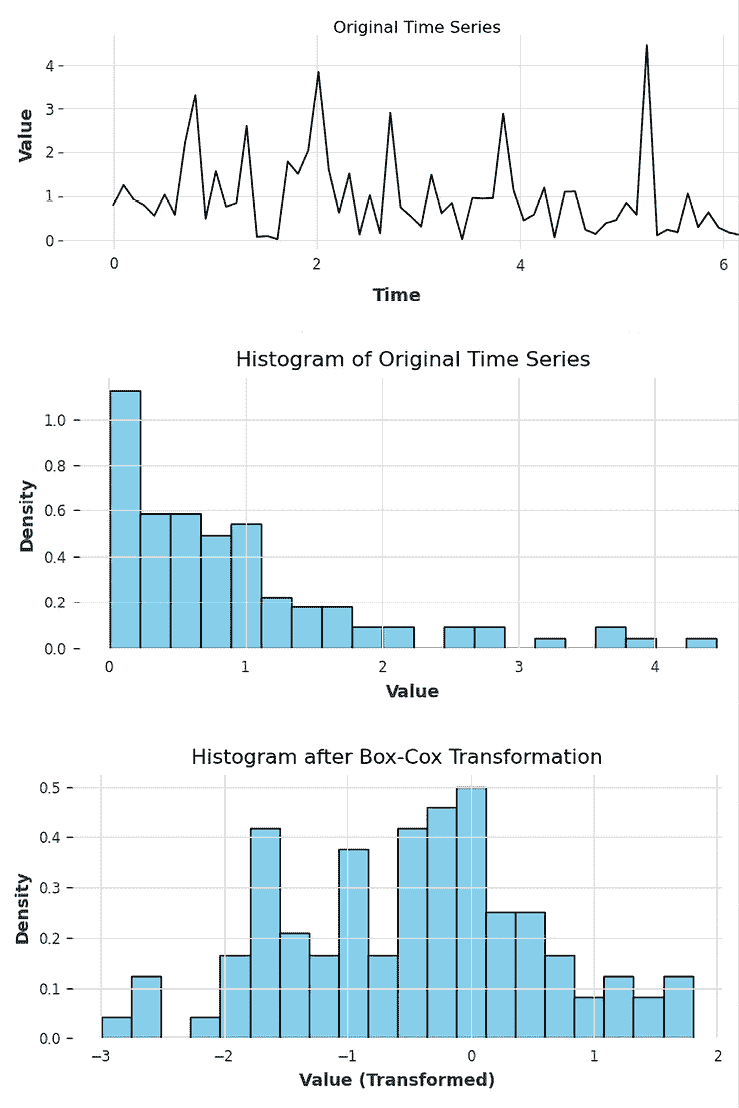 Original Time Series
4
3
2
1
0
Value
0 2 4 6
Time
Histogram of Original Time Series
1.0
0.8
0.6
0.4
0.2
0.0
Density
0 1 2 3 4
Value
Histogram after Box-Cox Transformation
0.5
0.4
0.3
0.2
0.1
0.0
Density
−3 −2 −1 0 1 2
Value (Transformed)